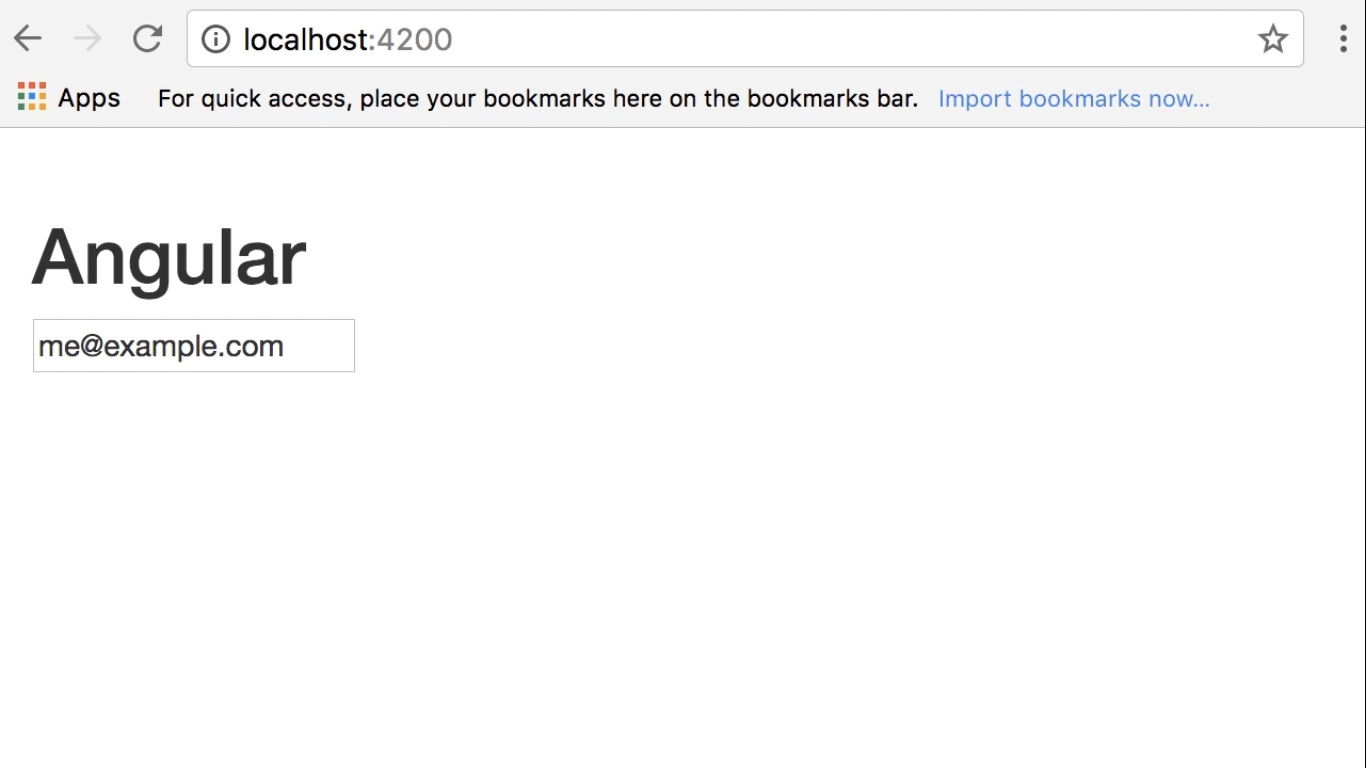 localhost:4200
Apps For quick access, place your bookmarks here on the bookmarks bar. Import bookmarks now...
Angular
me@example.com